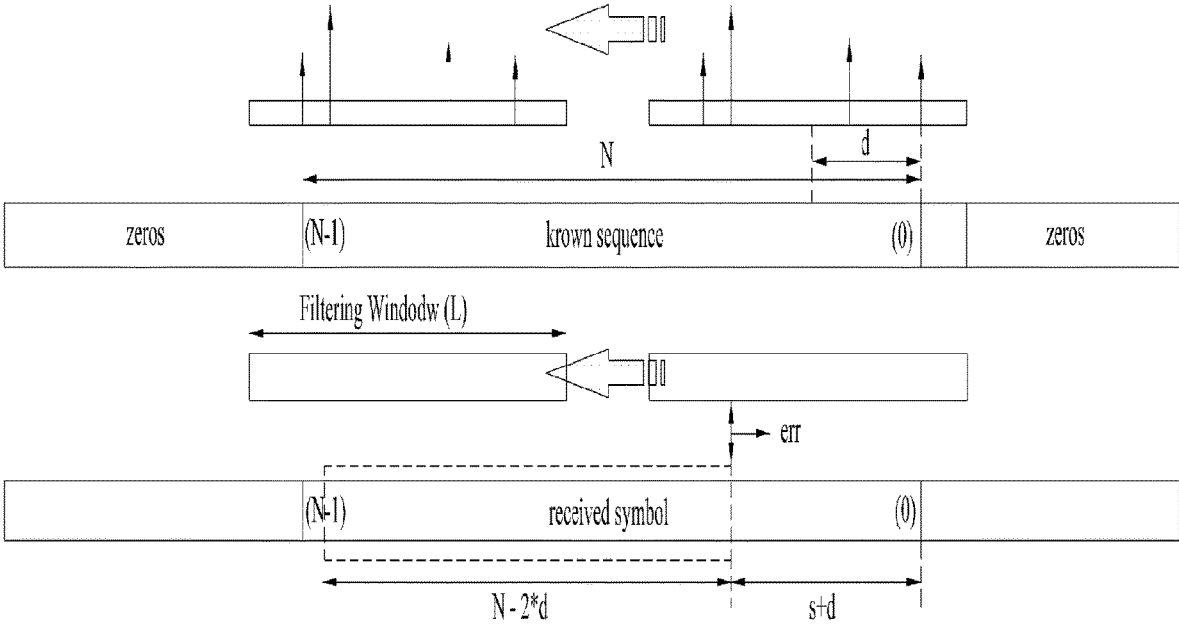 d
N
zeros
(N-1)
krown sequence
(0)
zeros
Filtering Windodw (L)
err
(N-1)
received symbol
(0)
N - 2*d
s+d